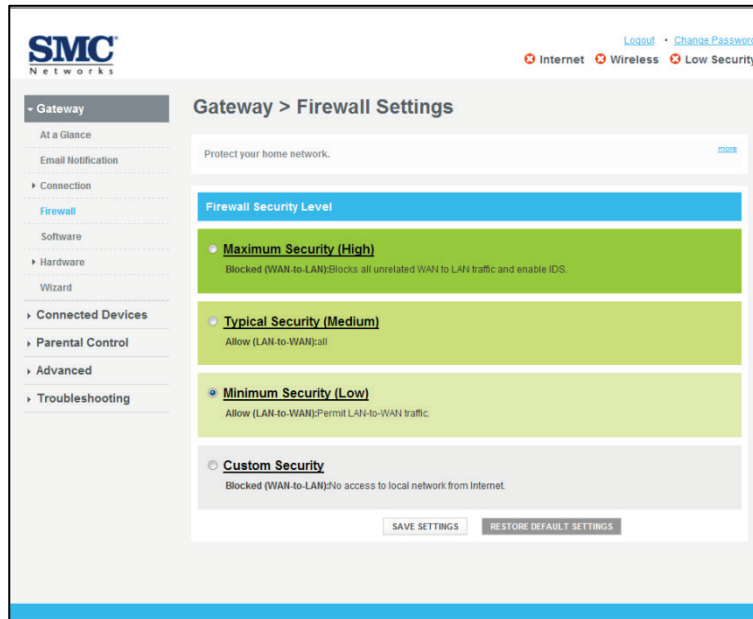 SMC
Networks
Logout • Change Password
Internet Wireless Low Security
Gateway
At a Glance
Email Notification
Connection
Firewall
Software
Hardware
Wizard
Connected Devices
Parental Control
Advanced
Troubleshooting
Gateway > Firewall Settings
Protect your home network.
more
Firewall Security Level
Maximum Security (High)
Blocked (WAN-to-LAN):Blocks all unrelated WAN to LAN traffic and enable IDS.
Typical Security (Medium)
Allow (LAN-to-WAN):all
Minimum Security (Low)
Allow (LAN-to-WAN):Permit LAN-to-WAN traffic.
Custom Security
Blocked (WAN-to-LAN):No access to local network from Internet.
SAVE SETTINGS RESTORE DEFAULT SETTINGS